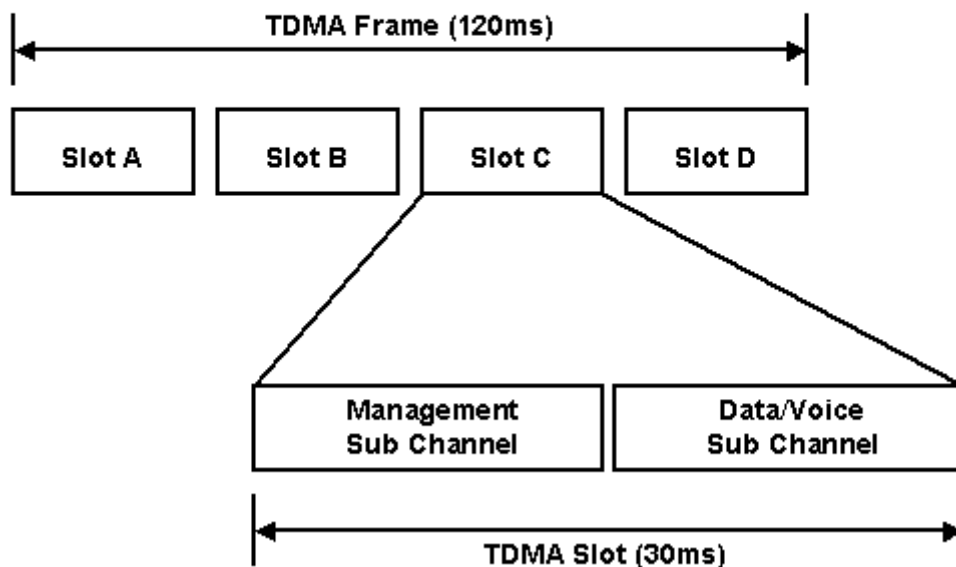 TDMA Frame (120ms)
Slot A
Slot B
Slot C
Slot D
Management
Sub Channel
Data/Voice
Sub Channel
TDMA Slot (30ms)